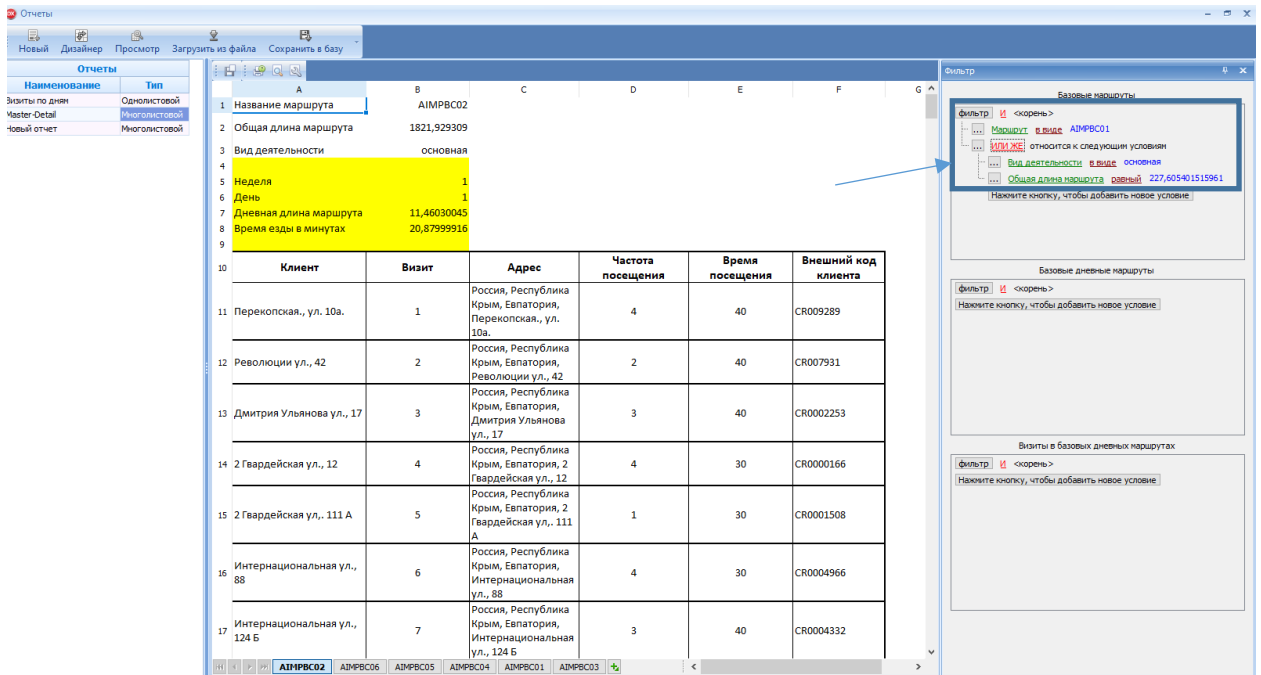 Отчеты
Новый Дизайнер Просмотр Загрузить из файла Сохранить в базу
Отчеты
Наименование Тип
Визиты по дням Однолистовой
Master-Detail Многолистовой
Новый отчет Многолистовой
A B C D E F G
1 Название маршрута AIMPBC02
2 Общая длина маршрута 1821,929309
3 Вид деятельности основная
4
5 Неделя 1
6 День 1
7 Дневная длина маршрута 11,46030045
8 Время езды в минутах 20,87999916
9
10 Клиент Визит Адрес Частота посещения Время посещения Внешний код клиента
11 Перекопская., ул. 10а. 1 Россия, Республика Крым, Евпатория, Перекопская., ул. 10а. 4 40 CR009289
12 Революции ул., 42 2 Россия, Республика Крым, Евпатория, Революции ул., 42 2 40 CR007931
13 Дмитрия Ульянова ул., 17 3 Россия, Республика Крым, Евпатория, Дмитрия Ульянова ул., 17 3 40 CR0002253
14 2 Гвардейская ул., 12 4 Россия, Республика Крым, Евпатория, 2 Гвардейская ул., 12 4 30 CR0000166
15 2 Гвардейская ул,. 111 А 5 Россия, Республика Крым, Евпатория, 2 Гвардейская ул,. 111 А 1 30 CR0001508
16 Интернациональная ул., 88 6 Россия, Республика Крым, Евпатория, Интернациональная ул., 88 4 30 CR0004966
17 Интернациональная ул., 124 Б 7 Россия, Республика Крым, Евпатория, Интернациональная ул., 124 Б 3 40 CR0004332
AIMPBC02 AIMPBC06 AIMPBC05 AIMPBC04 AIMPBC01 AIMPBC03
Фильтр
Базовые маршруты
фильтр И <корень>
Маршрут в виде AIMPBC01
ИЛИ ЖЕ относится к следующим условиям
Вид деятельности в виде основная
Общая длина маршрута равный 227,605401515961
Нажмите кнопку, чтобы добавить новое условие
Базовые дневные маршруты
фильтр И <корень>
Нажмите кнопку, чтобы добавить новое условие
Визиты в базовых дневных маршрутах
фильтр И <корень>
Нажмите кнопку, чтобы добавить новое условие